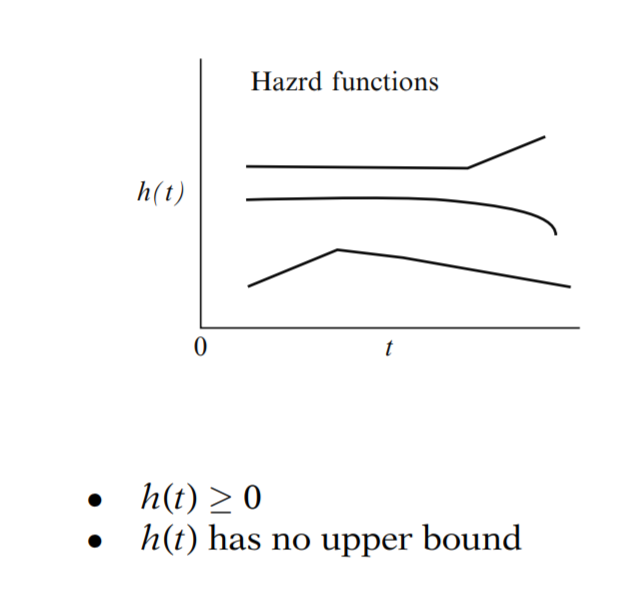 Hazrd functions
h(t)
0
t
• h(t) ≥ 0
• h(t) has no upper bound